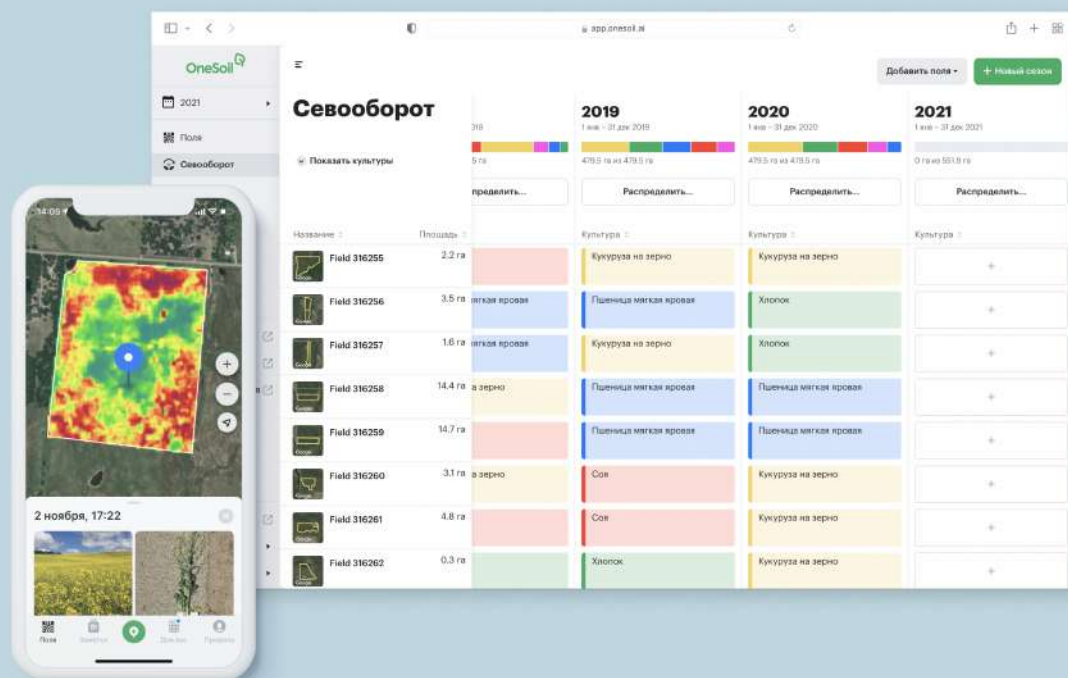 app.onesoil.ai
OneSoil
2021
Поля
Севооборот
Добавить поля
+ Новый сезон
Севооборот
Показать культуры
2019
1 янв – 31 дек 2019
479.5 га из 479.5 га
Распределить...
2020
1 янв – 31 дек 2020
479.5 га из 479.5 га
Распределить...
2021
1 янв – 31 дек 2021
0 га из 551.9 га
Распределить...
Название
Площадь
Культура
Культура
Культура
Field 316255
2.2 га
Кукуруза на зерно
Кукуруза на зерно
Field 316256
3.5 га
мягкая яровая
Пшеница мягкая яровая
Хлопок
Field 316257
1.6 га
мягкая яровая
Кукуруза на зерно
Хлопок
Field 316258
14.4 га
а зерно
Пшеница мягкая яровая
Пшеница мягкая яровая
Field 316259
14.7 га
Пшеница мягкая яровая
Пшеница мягкая яровая
Field 316260
3.1 га
а зерно
Соя
Кукуруза на зерно
Field 316261
4.8 га
Соя
Кукуруза на зерно
Field 316262
0.3 га
Хлопок
Кукуруза на зерно
14:05
2 ноября, 17:22
Поля